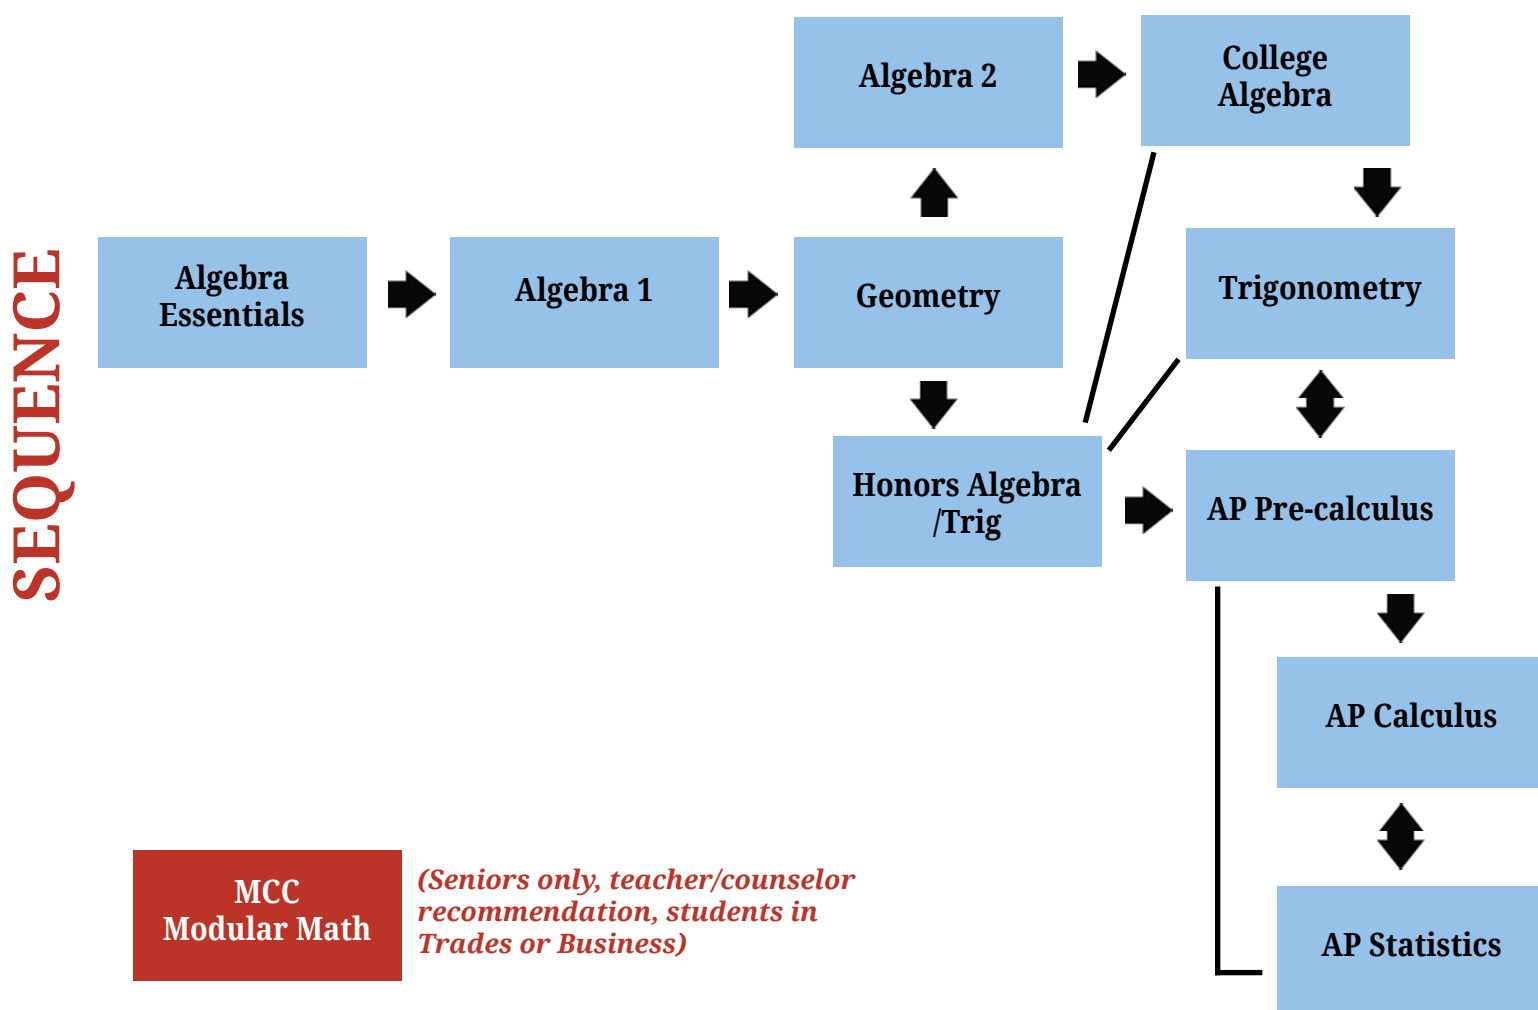 SEQUENCE
Algebra 2
College
Algebra
Algebra
Essentials
Algebra 1
Geometry
Trigonometry
Honors Algebra
/Trig
AP Pre-calculus
AP Calculus
AP Statistics
MCC
Modular Math
(Seniors only, teacher/counselor
recommendation, students in
Trades or Business)